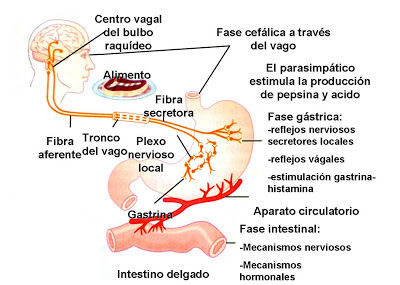 Centro vagal
del bulbo
raquídeo
Fase cefálica a través
del vago
Alimento
El parasimpático
estimula la producción
de pepsina y acido
Fibra
secretora
Fase gástrica:
-reflejos nerviosos
secretores locales
Fibra
aferente
Tronco
del vago
Plexo
nervioso
local
-reflejos vágales
-estimulación gastrina-
histamina
Gastrina
Aparato circulatorio
Fase intestinal:
-Mecanismos nerviosos
-Mecanismos
hormonales
Intestino delgado